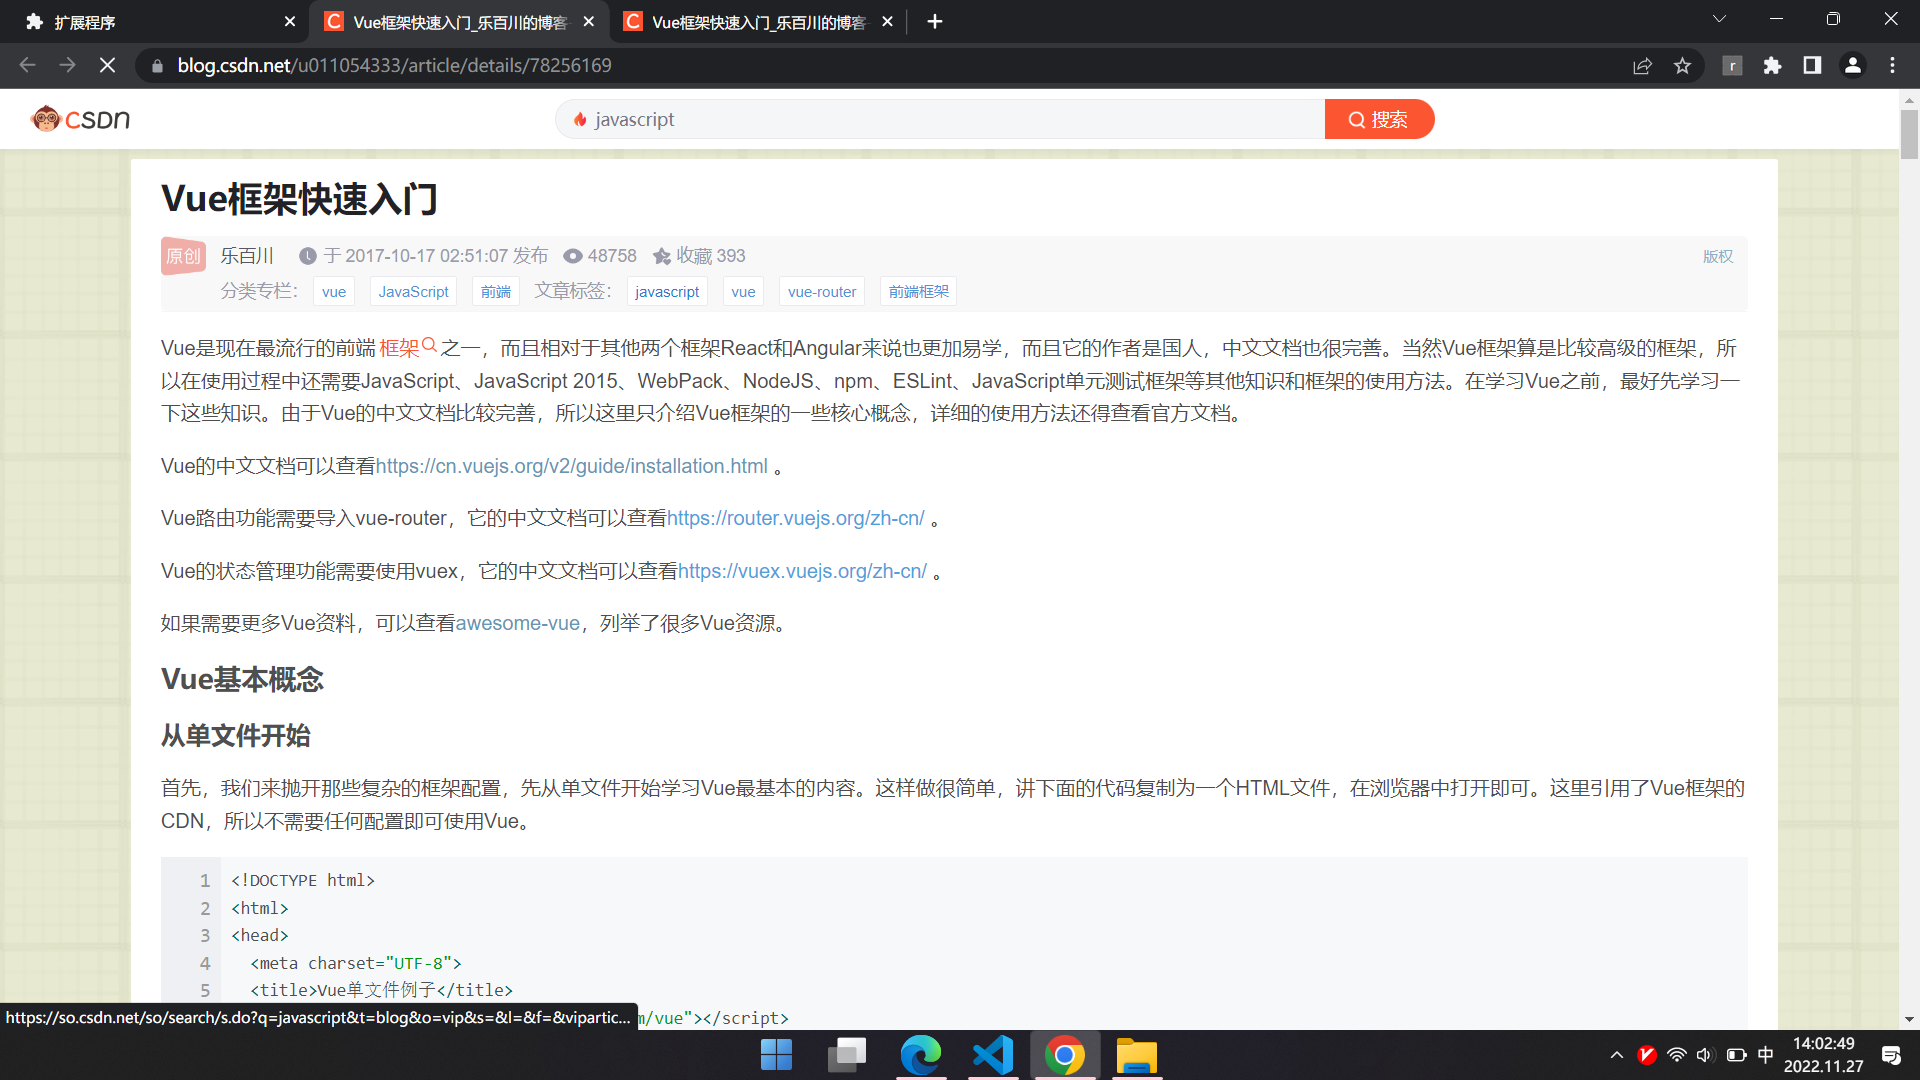 扩展程序
Vue框架快速入门_乐百川的博客
Vue框架快速入门_乐百川的博客
blog.csdn.net/u011054333/article/details/78256169
r
CSDN
javascript
搜索
Vue框架快速入门
原创 乐百川 于 2017-10-17 02:51:07 发布 48758 收藏 393 版权
分类专栏： vue JavaScript 前端 文章标签： javascript vue vue-router 前端框架
Vue是现在最流行的前端框架之一，而且相对于其他两个框架React和Angular来说也更加易学，而且它的作者是国人，中文文档也很完善。当然Vue框架算是比较高级的框架，所
以在使用过程中还需要JavaScript、JavaScript 2015、WebPack、NodeJS、npm、ESLint、JavaScript单元测试框架等其他知识和框架的使用方法。在学习Vue之前，最好先学习一
下这些知识。由于Vue的中文文档比较完善，所以这里只介绍Vue框架的一些核心概念，详细的使用方法还得查看官方文档。
Vue的中文文档可以查看https://cn.vuejs.org/v2/guide/installation.html 。
Vue路由功能需要导入vue-router，它的中文文档可以查看https://router.vuejs.org/zh-cn/ 。
Vue的状态管理功能需要使用vuex，它的中文文档可以查看https://vuex.vuejs.org/zh-cn/ 。
如果需要更多Vue资料，可以查看awesome-vue，列举了很多Vue资源。
Vue基本概念
从单文件开始
首先，我们来抛开那些复杂的框架配置，先从单文件开始学习Vue最基本的内容。这样做很简单，讲下面的代码复制为一个HTML文件，在浏览器中打开即可。这里引用了Vue框架的
CDN，所以不需要任何配置即可使用Vue。
1 <!DOCTYPE html>
2 <html>
3 <head>
4 <meta charset="UTF-8">
5 <title>Vue单文件例子</title>
m/vue"></script>
https://so.csdn.net/so/search/s.do?q=javascript&t=blog&o=vip&s=&l=&f=&vipartic...
中
14:02:49
2022.11.27